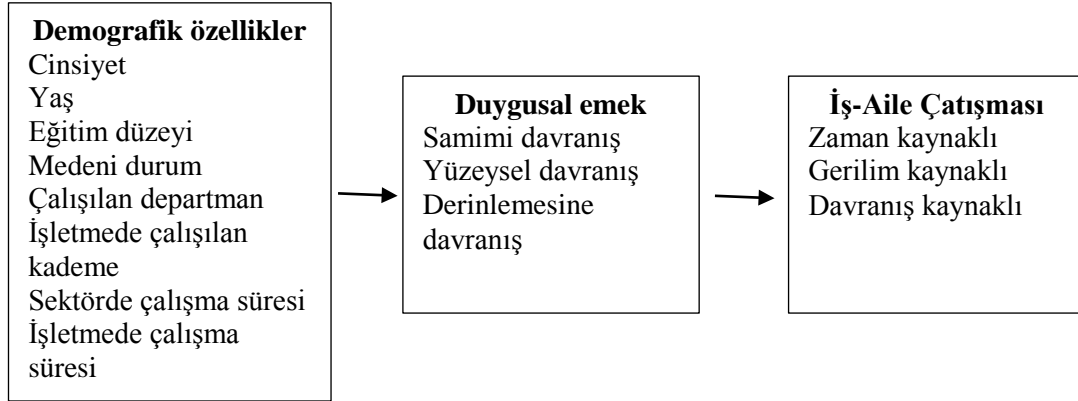 Demografik özellikler
Cinsiyet
Yaş
Eğitim düzeyi
Medeni durum
Çalışılan departman
İşletmede çalışılan
kademe
Sektörde çalışma süresi
İşletmede çalışma
süresi
Duygusal emek
Samimi davranış
Yüzeysel davranış
Derinlemesine
davranış
İş-Aile Çatışması
Zaman kaynaklı
Gerilim kaynaklı
Davranış kaynaklı